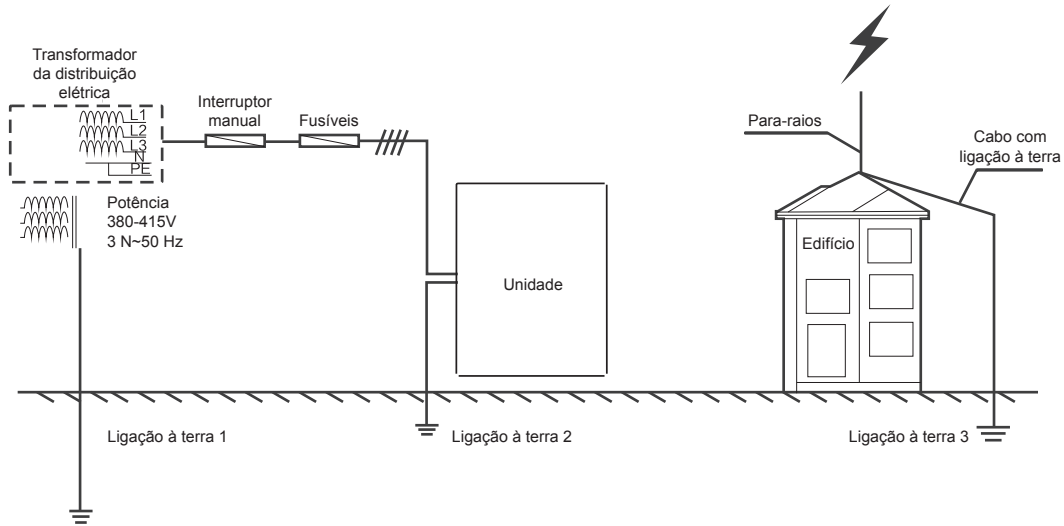 Transformador
da distribuição
elétrica
L1
L2
L3
N
PE
Interruptor
manual
Fusíveis
Potência
380-415V
3 N~50 Hz
Unidade
Para-raios
Cabo com
ligação à terra
Edifício
Ligação à terra 1
Ligação à terra 2
Ligação à terra 3